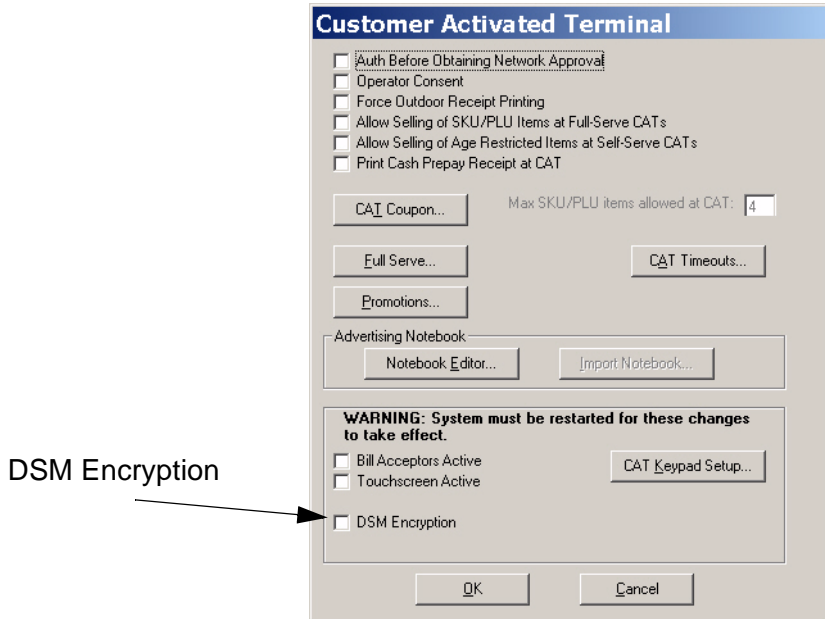 Customer Activated Terminal
Auth Before Obtaining Network Approval
Operator Consent
Force Outdoor Receipt Printing
Allow Selling of SKU/PLU Items at Full-Serve CATs
Allow Selling of Age Restricted Items at Self-Serve CATs
Print Cash Prepay Receipt at CAT
CAT Coupon... Max SKU/PLU items allowed at CAT: 4
Full Serve... CAT Timeouts...
Promotions...
Advertising Notebook
Notebook Editor... Import Notebook...
WARNING: System must be restarted for these changes
to take effect.
Bill Acceptors Active CAT Keypad Setup...
Touchscreen Active
DSM Encryption
DSM Encryption
OK Cancel